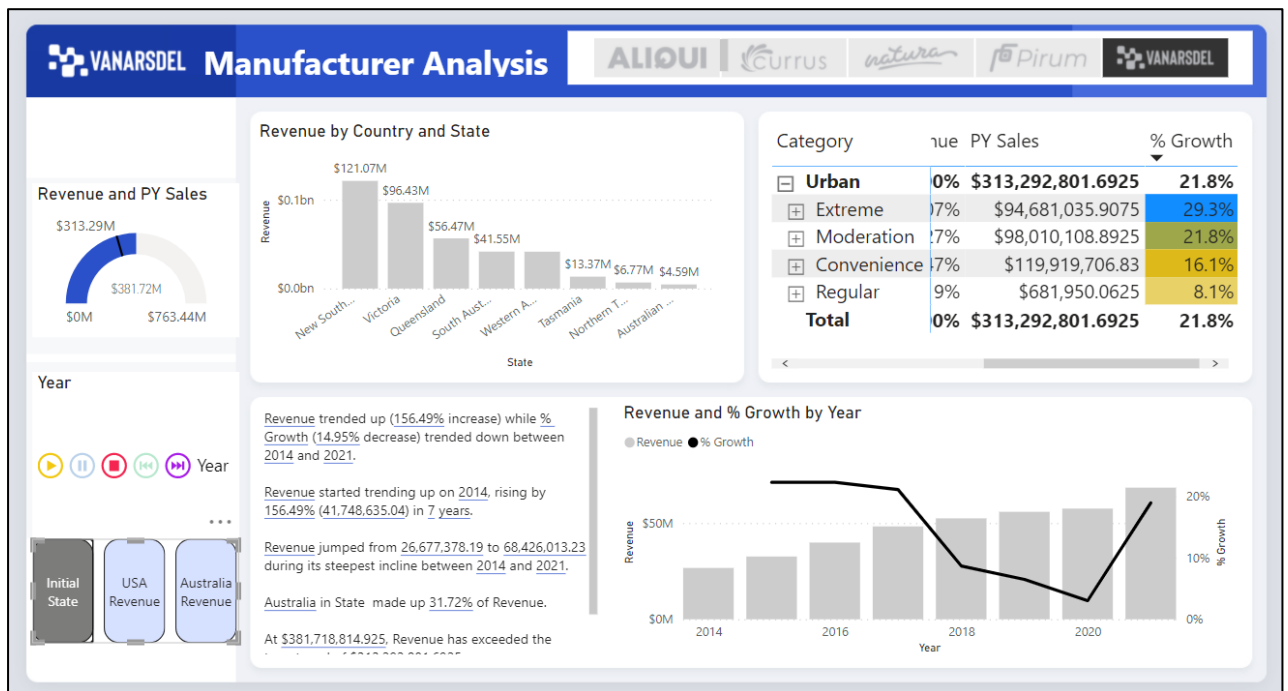 VANARSDEL Manufacturer Analysis
ALIQUI
Currus
natura
Pirum
VANARSDEL
Revenue and PY Sales
$313.29M
$381.72M
$0M
$763.44M
Year
Year
Initial
State
USA
Revenue
Australia
Revenue
Revenue by Country and State
Revenue
$0.1bn
$0.0bn
$121.07M
$96.43M
$56.47M
$41.55M
$13.37M
$6.77M
$4.59M
New South...
Victoria
Queensland
South Aust...
Western A...
Tasmania
Northern T...
Australian ...
State
Category nue PY Sales % Growth
Urban 0% $313,292,801.6925 21.8%
Extreme 07% $94,681,035.9075 29.3%
Moderation 27% $98,010,108.8925 21.8%
Convenience 47% $119,919,706.83 16.1%
Regular 9% $681,950.0625 8.1%
Total 0% $313,292,801.6925 21.8%
Revenue trended up (156.49% increase) while %
Growth (14.95% decrease) trended down between
2014 and 2021.
Revenue started trending up on 2014, rising by
156.49% (41,748,635.04) in 7 years.
Revenue jumped from 26,677,378.19 to 68,426,013.23
during its steepest incline between 2014 and 2021.
Australia in State made up 31.72% of Revenue.
At $381,718,814.925, Revenue has exceeded the
Revenue and % Growth by Year
Revenue % Growth
Revenue
$50M
$0M
2014
2016
2018
2020
Year
20%
10%
0%
% Growth